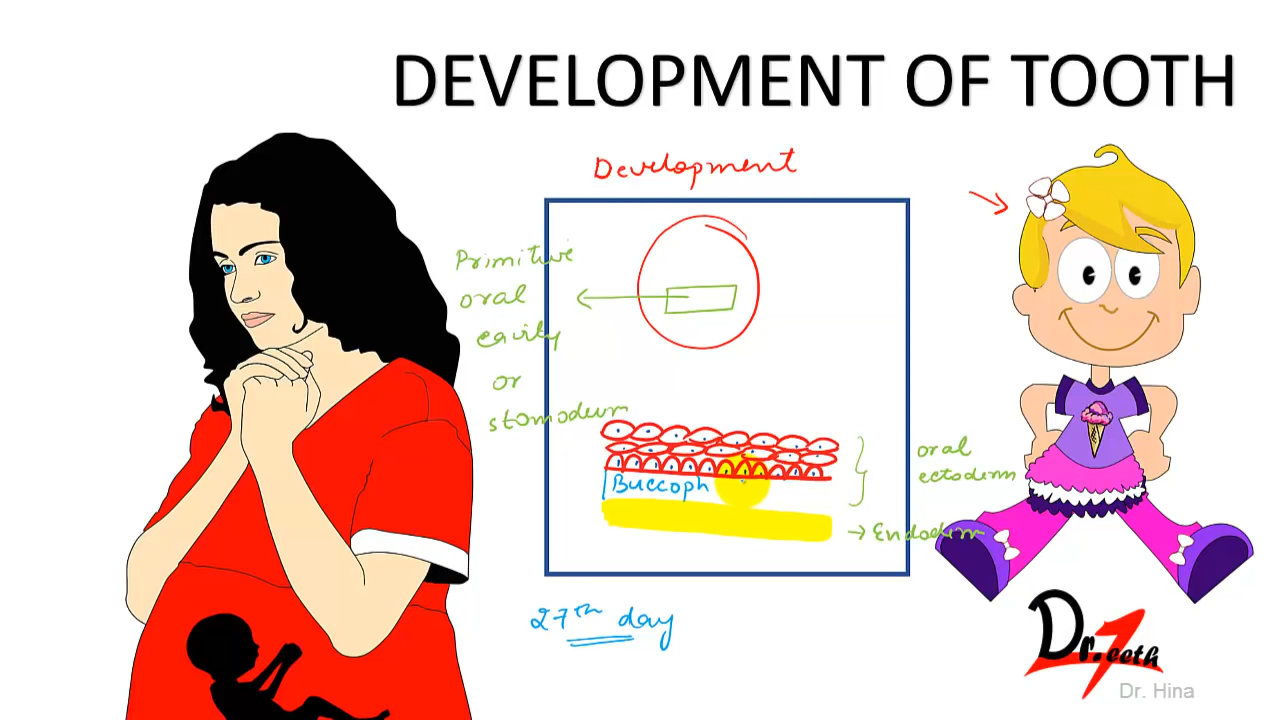 DEVELOPMENT OF TOOTH
Development
Primitive
oral
cavity
or
stomodeum
oral
ectoderm
Buccoph
→ Endoderm
27th day
Dr. Teeth
Dr. Hina